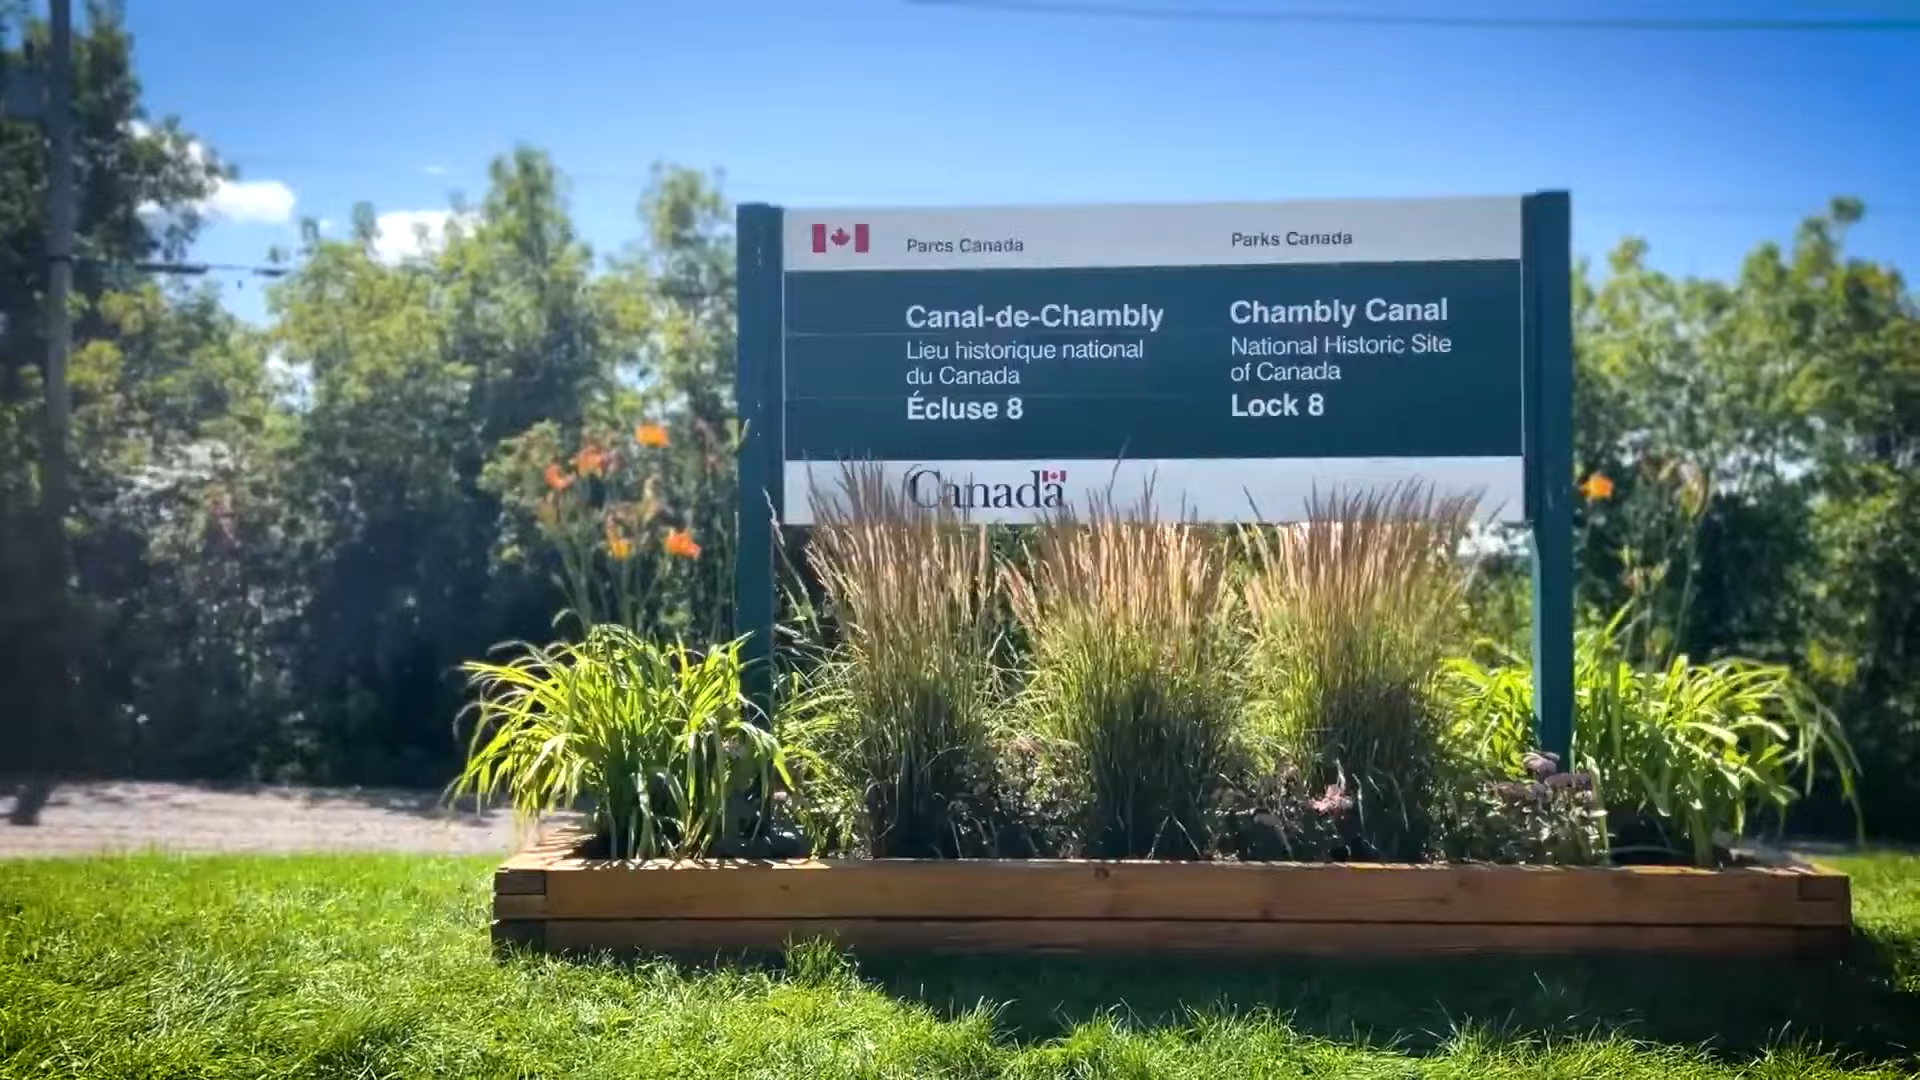 Parcs Canada
Parks Canada
Canal-de-Chambly
Lieu historique national
du Canada
Écluse 8
Chambly Canal
National Historic Site
of Canada
Lock 8
Canada